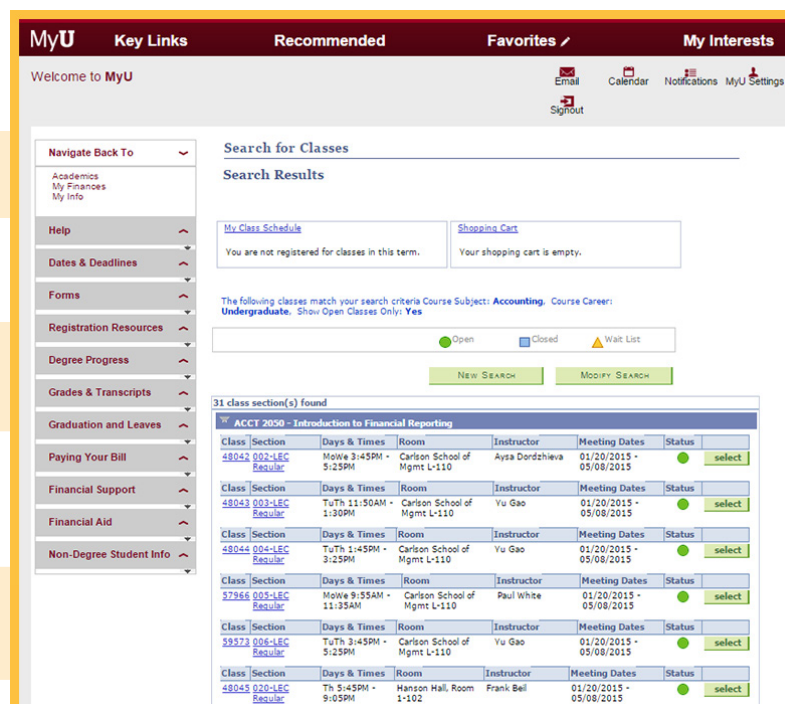 MyU Key Links Recommended Favorites My Interests
Welcome to MyU
Email Calendar Notifications MyU Settings
Signout
Navigate Back To
Academics
My Finances
My Info
Help
Dates & Deadlines
Forms
Registration Resources
Degree Progress
Grades & Transcripts
Graduation and Leaves
Paying Your Bill
Financial Support
Financial Aid
Non-Degree Student Info
Search for Classes
Search Results
My Class Schedule
You are not registered for classes in this term.
Shopping Cart
Your shopping cart is empty.
The following classes match your search criteria Course Subject: Accounting, Course Career:
Undergraduate, Show Open Classes Only: Yes
Open Closed Wait List
New Search Modify Search
31 class section(s) found
ACCT 2050 - Introduction to Financial Reporting
Class Section Days & Times Room Instructor Meeting Dates Status
48042 002-LEC MoWe 3:45PM - Carlson School of Aysa Dordzhieva 01/20/2015 - select
Regular 5:25PM Mgmt L-110 05/08/2015
Class Section Days & Times Room Instructor Meeting Dates Status
48043 003-LEC TuTh 11:50AM - Carlson School of Yu Gao 01/20/2015 - select
Regular 1:30PM Mgmt L-110 05/08/2015
Class Section Days & Times Room Instructor Meeting Dates Status
48044 004-LEC TuTh 1:45PM - Carlson School of Yu Gao 01/20/2015 - select
Regular 3:25PM Mgmt L-110 05/08/2015
Class Section Days & Times Room Instructor Meeting Dates Status
57966 005-LEC MoWe 9:55AM - Carlson School of Paul White 01/20/2015 - select
Regular 11:35AM Mgmt L-110 05/08/2015
Class Section Days & Times Room Instructor Meeting Dates Status
59573 006-LEC TuTh 3:45PM - Carlson School of Yu Gao 01/20/2015 - select
Regular 5:25PM Mgmt L-110 05/08/2015
Class Section Days & Times Room Instructor Meeting Dates Status
48045 020-LEC Th 5:45PM - Hanson Hall, Room Frank Beil 01/20/2015 - select
Regular 9:05PM 1-102 05/08/2015